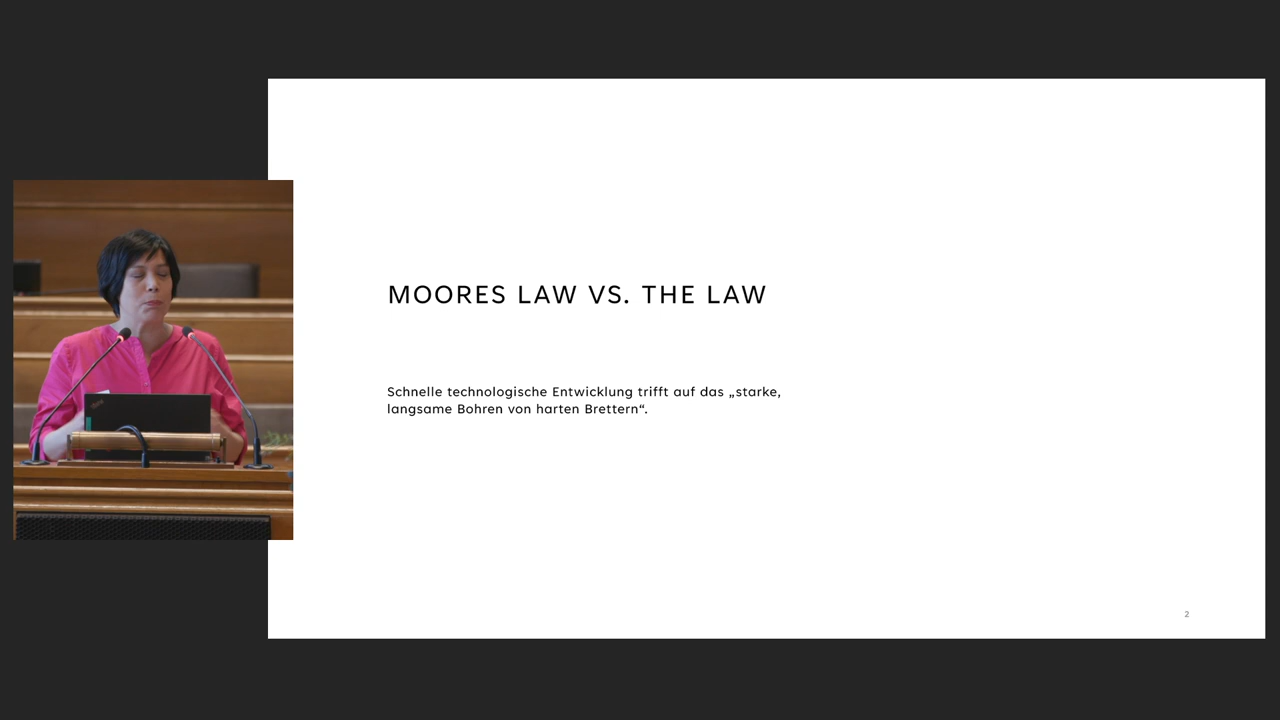 MOORES LAW VS. THE LAW
Schnelle technologische Entwicklung trifft auf das „starke,
langsame Bohren von harten Brettern“.
2